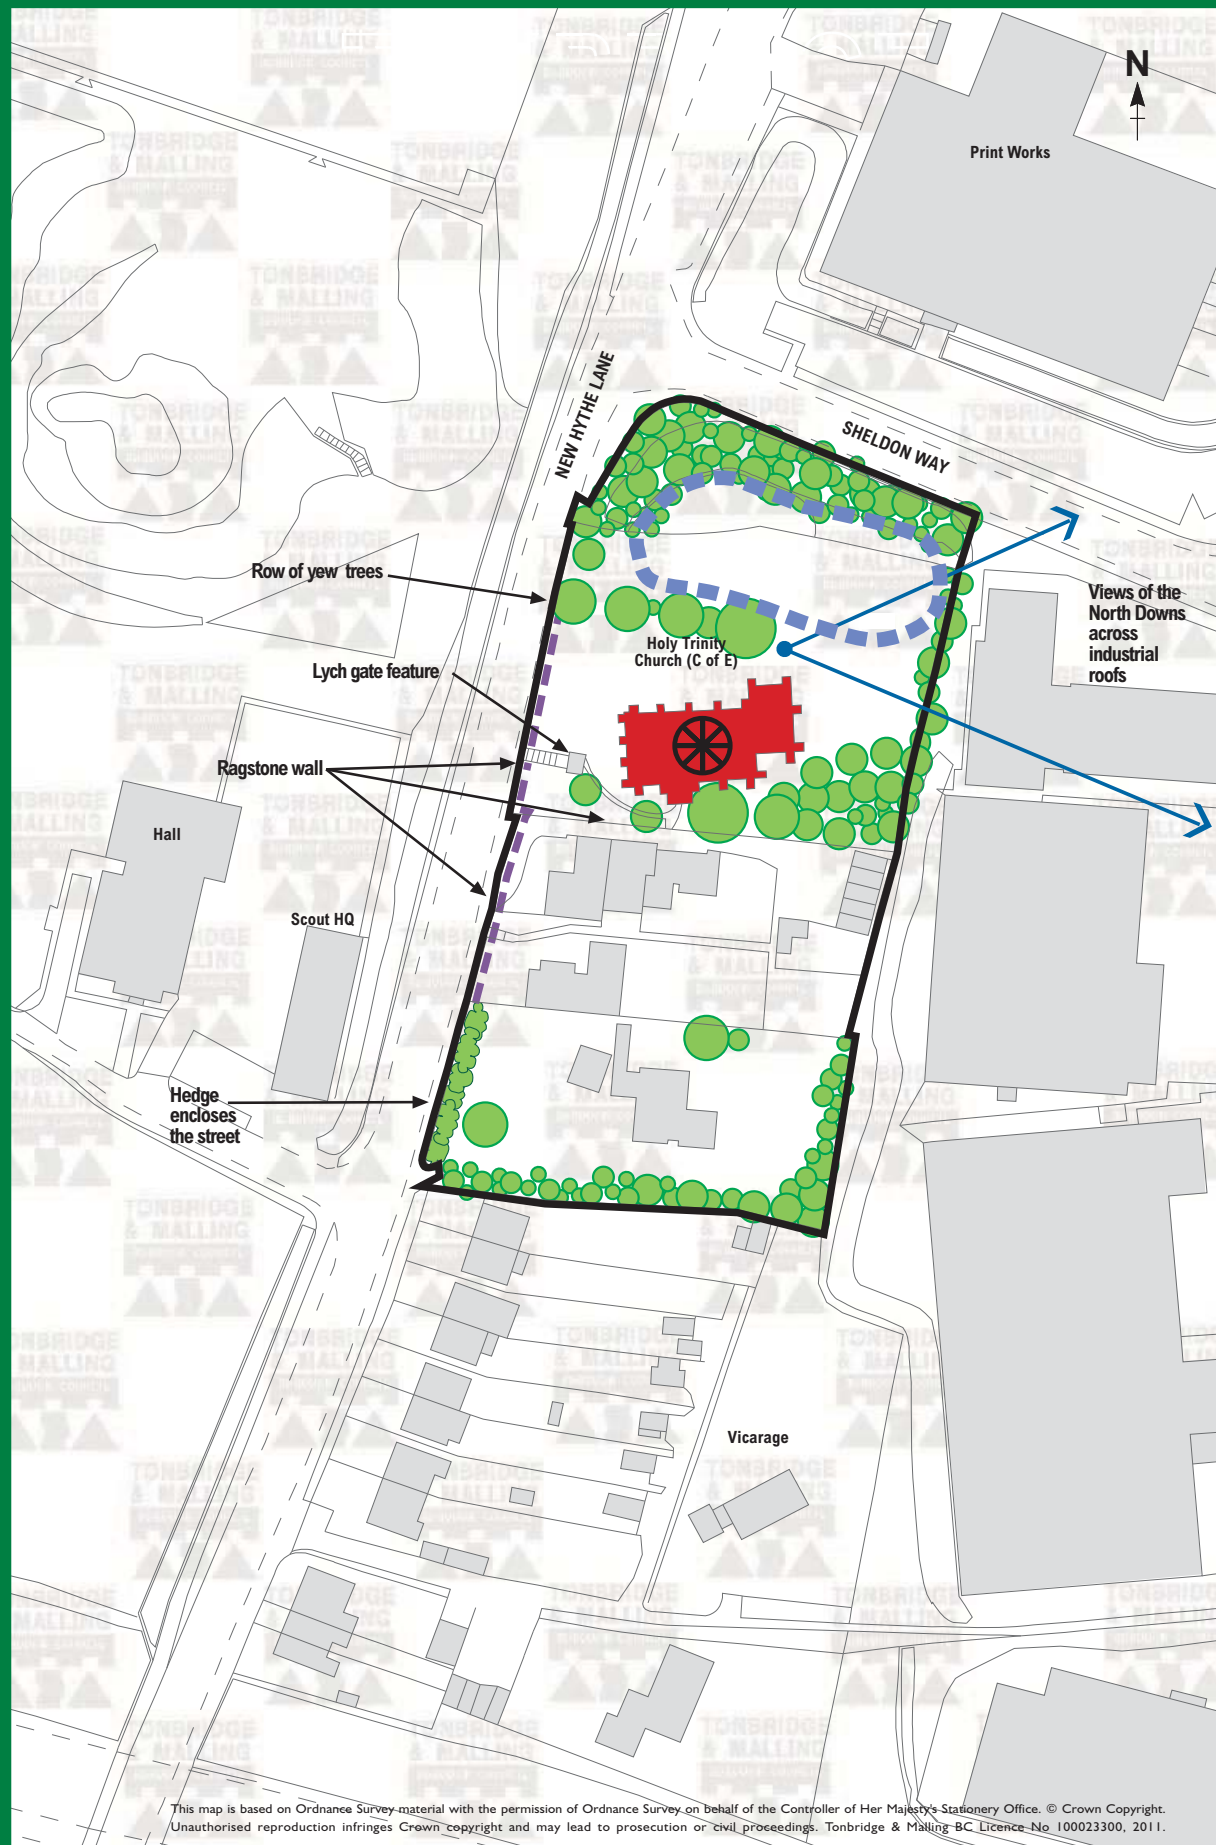 N
Print Works
NEW HYTHE LANE
SHELDON WAY
Row of yew trees
Views of the
North Downs
across
industrial
roofs
Holy Trinity
Church (C of E)
Lych gate feature
Ragstone wall
Hall
Scout HQ
Hedge
encloses
the street
Vicarage
TONBRIDGE
& MALLING
BOROUGH COUNCIL
This map is based on Ordnance Survey material with the permission of Ordnance Survey on behalf of the Controller of Her Majesty's Stationery Office. © Crown Copyright.
Unauthorised reproduction infringes Crown copyright and may lead to prosecution or civil proceedings. Tonbridge & Malling BC Licence No 100023300, 2011.